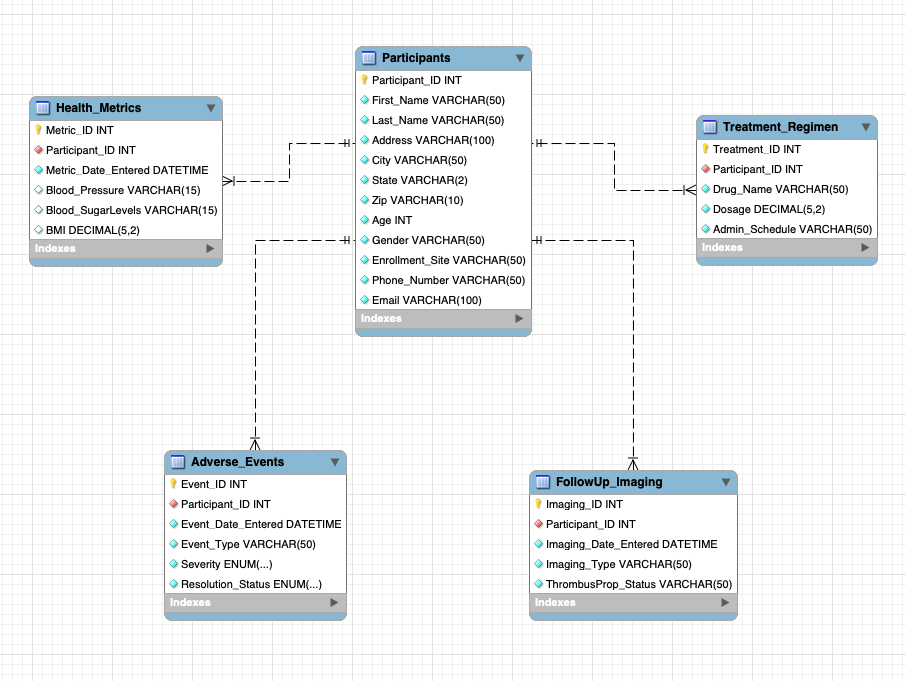 Participants
Participant_ID INT
First_Name VARCHAR(50)
Last_Name VARCHAR(50)
Address VARCHAR(100)
City VARCHAR(50)
State VARCHAR(2)
Zip VARCHAR(10)
Age INT
Gender VARCHAR(50)
Enrollment_Site VARCHAR(50)
Phone_Number VARCHAR(50)
Email VARCHAR(100)
Indexes
Health_Metrics
Metric_ID INT
Participant_ID INT
Metric_Date_Entered DATETIME
Blood_Pressure VARCHAR(15)
Blood_SugarLevels VARCHAR(15)
BMI DECIMAL(5,2)
Indexes
Treatment_Regimen
Treatment_ID INT
Participant_ID INT
Drug_Name VARCHAR(50)
Dosage DECIMAL(5,2)
Admin_Schedule VARCHAR(50)
Indexes
Adverse_Events
Event_ID INT
Participant_ID INT
Event_Date_Entered DATETIME
Event_Type VARCHAR(50)
Severity ENUM(...)
Resolution_Status ENUM(...)
Indexes
FollowUp_Imaging
Imaging_ID INT
Participant_ID INT
Imaging_Date_Entered DATETIME
Imaging_Type VARCHAR(50)
ThrombusProp_Status VARCHAR(50)
Indexes